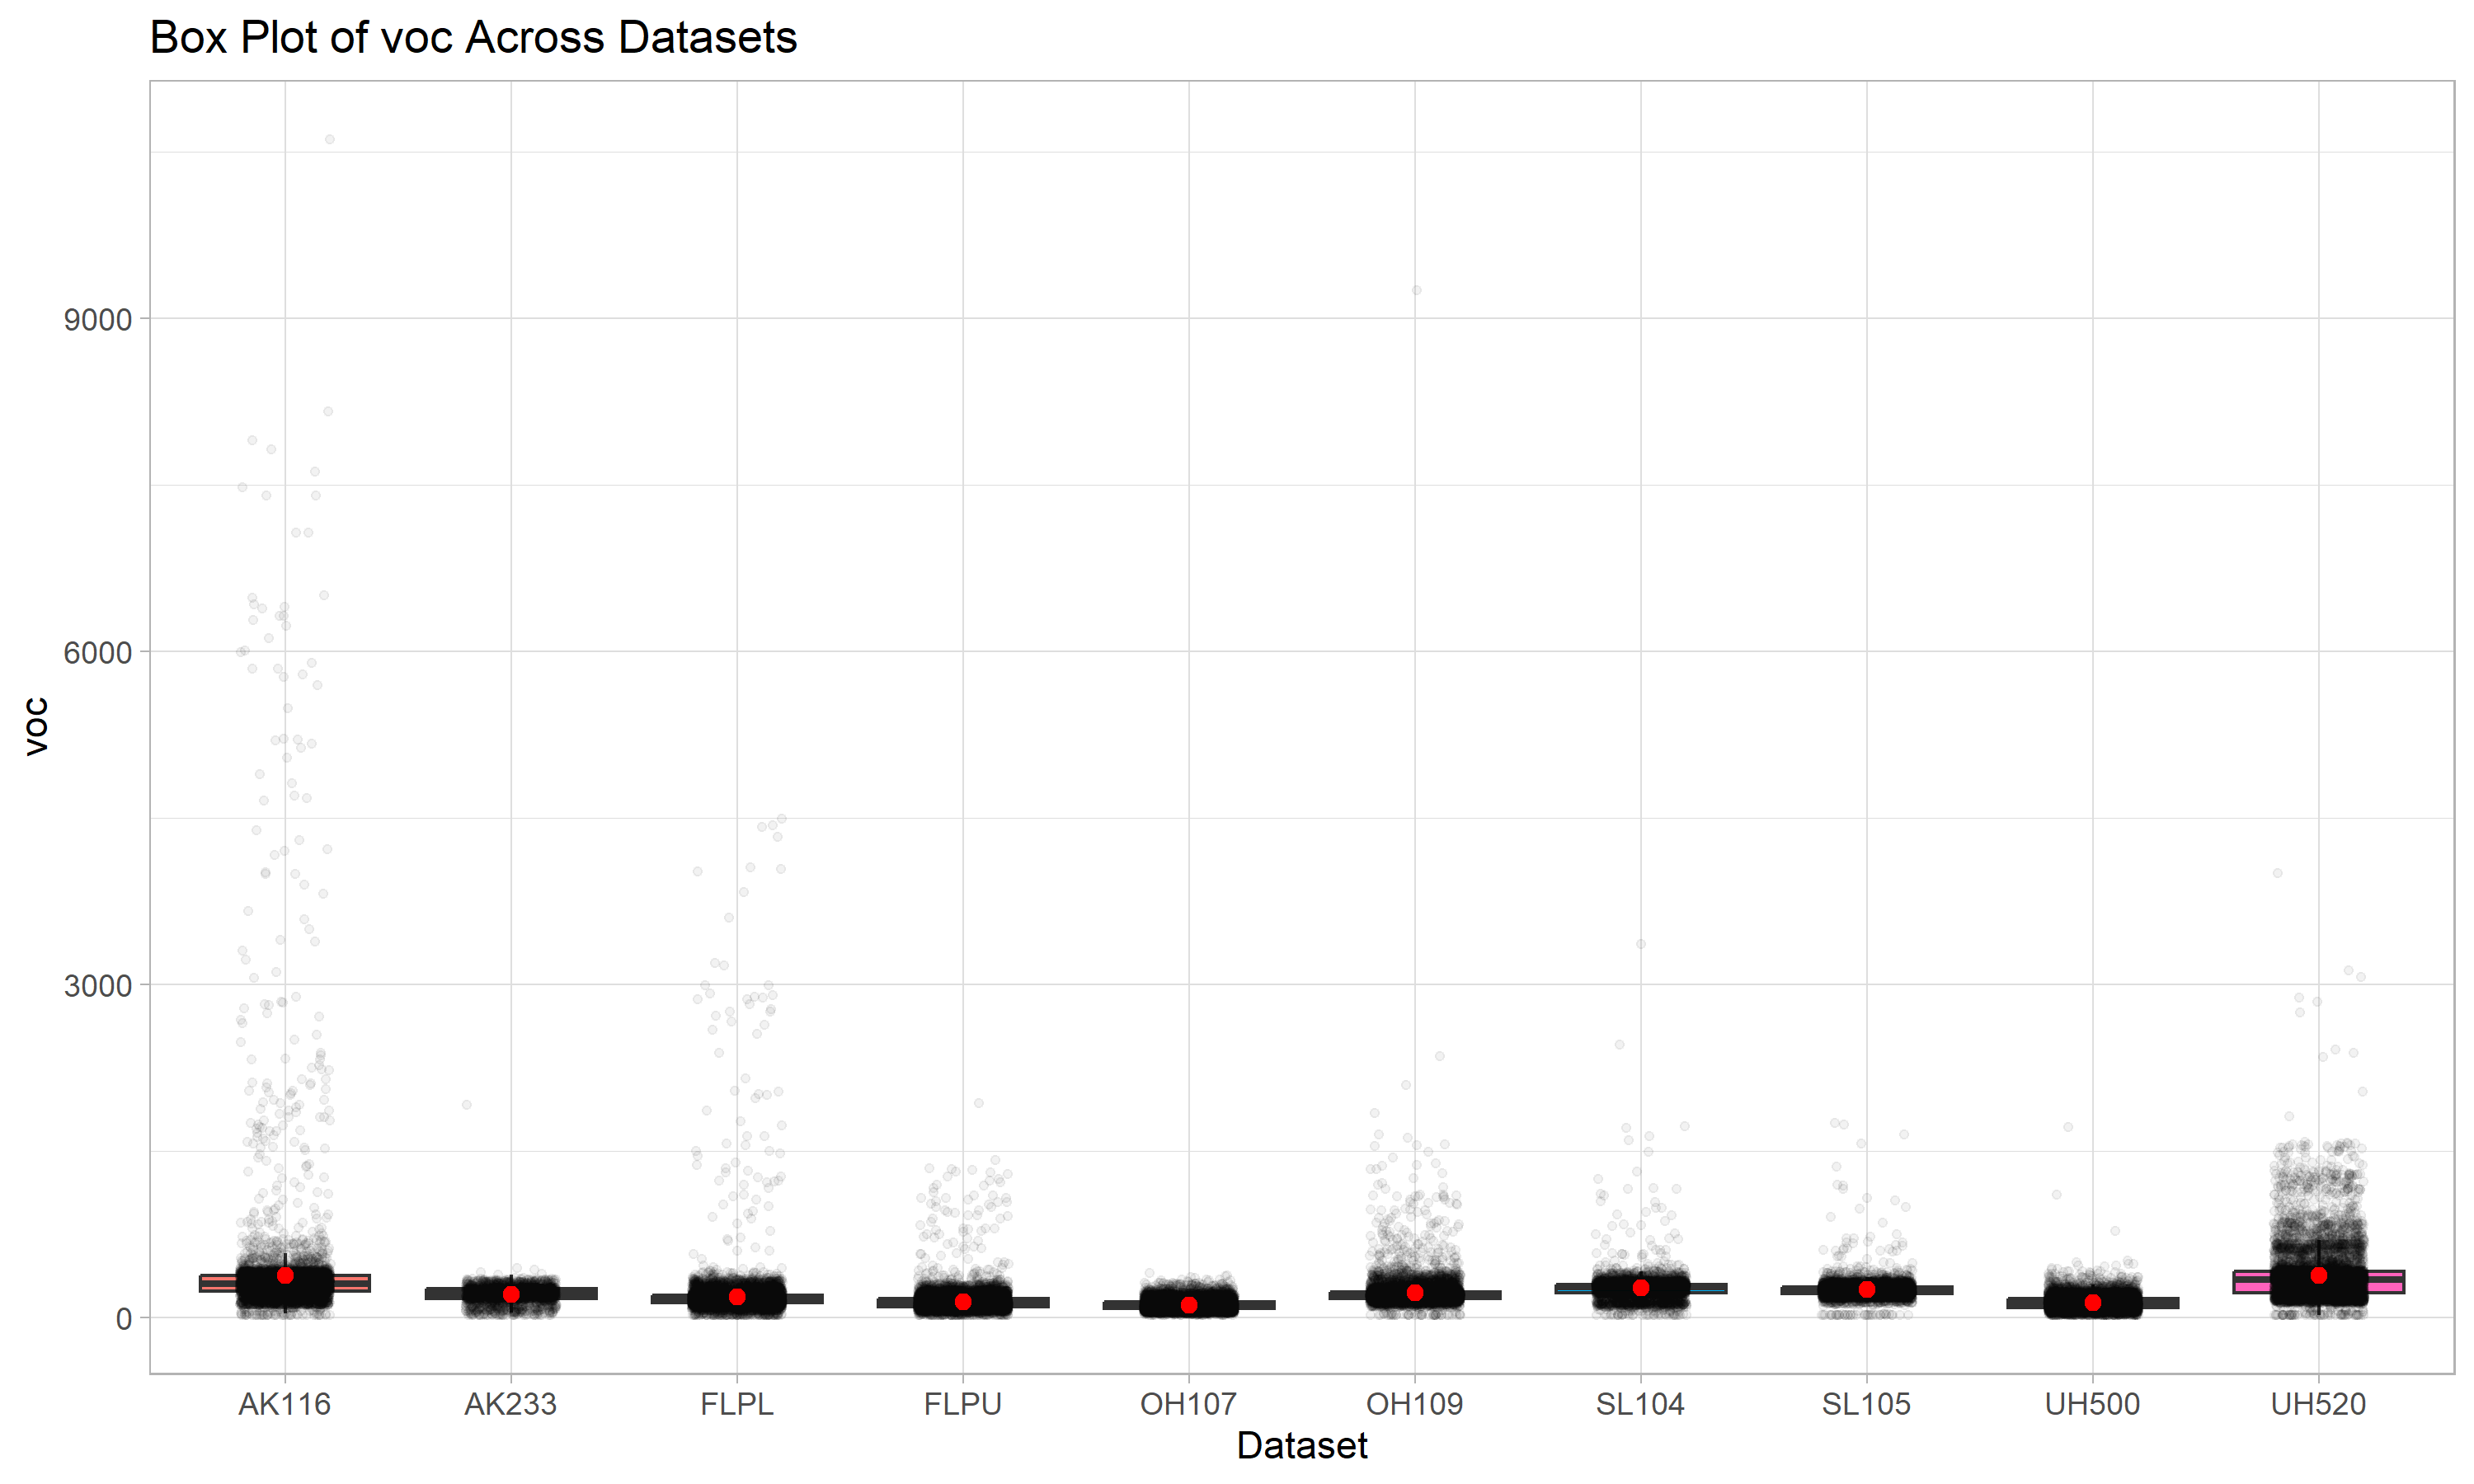 Box Plot of voc Across Datasets
9000
6000
3000
0
voc
AK116 AK233 FLPL FLPU OH107 OH109 SL104 SL105 UH500 UH520
Dataset